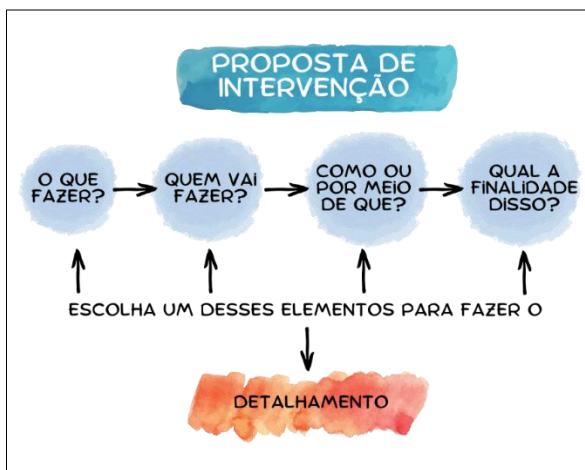 PROPOSTA DE
INTERVENÇÃO
O QUE
FAZER?
QUEM VAI
FAZER?
COMO OU
POR MEIO
DE QUE?
QUAL A
FINALIDADE
DISSO?
ESCOLHA UM DESSES ELEMENTOS PARA FAZER O
DETALHAMENTO